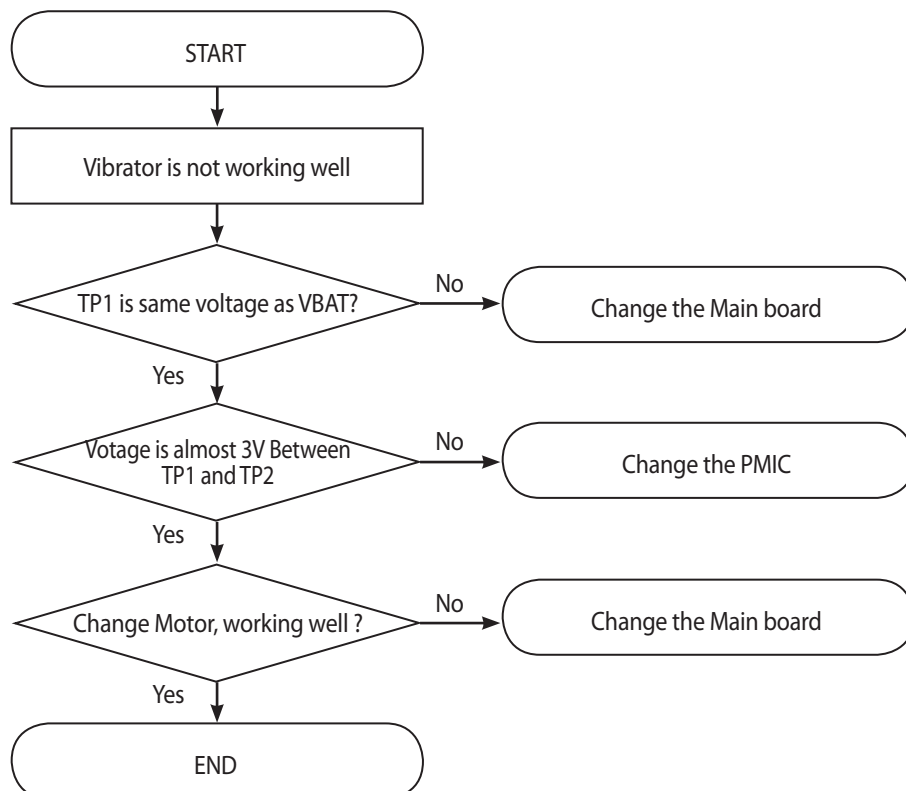 START
Vibrator is not working well
TP1 is same voltage as VBAT?
No
Change the Main board
Yes
Votage is almost 3V Between
TP1 and TP2
No
Change the PMIC
Yes
Change Motor, working well ?
No
Change the Main board
Yes
END